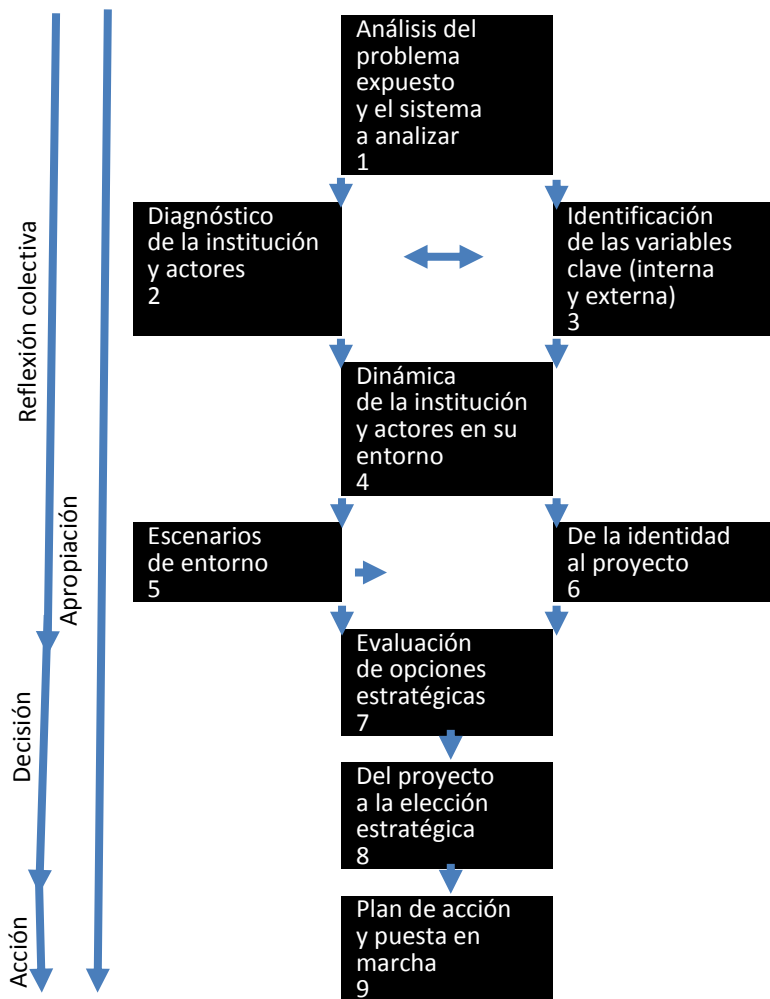 Análisis del
problema
expuesto
y el sistema
a analizar
1
Diagnóstico
de la institución
y actores
2
Identificación
de las variables
clave (interna
y externa)
3
Dinámica
de la institución
y actores en su
entorno
4
Escenarios
de entorno
5
De la identidad
al proyecto
6
Evaluación
de opciones
estratégicas
7
Del proyecto
a la elección
estratégica
8
Plan de acción
y puesta en
marcha
9
Reflexión colectiva
Apropiación
Decisión
Acción